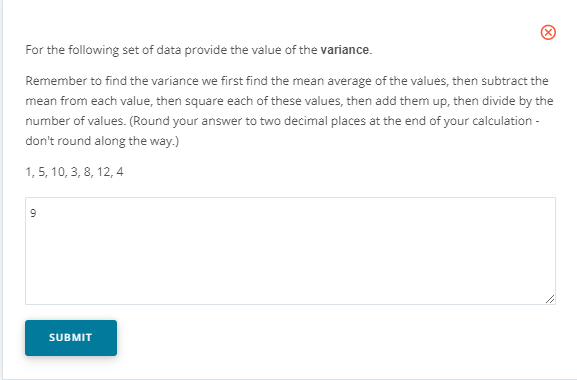 For the following set of data provide the value of the variance.
Remember to find the variance we first find the mean average of the values, then subtract the
mean from each value, then square each of these values, then add them up, then divide by the
number of values. (Round your answer to two decimal places at the end of your calculation -
don't round along the way.)
1, 5, 10, 3, 8, 12, 4
9
SUBMIT